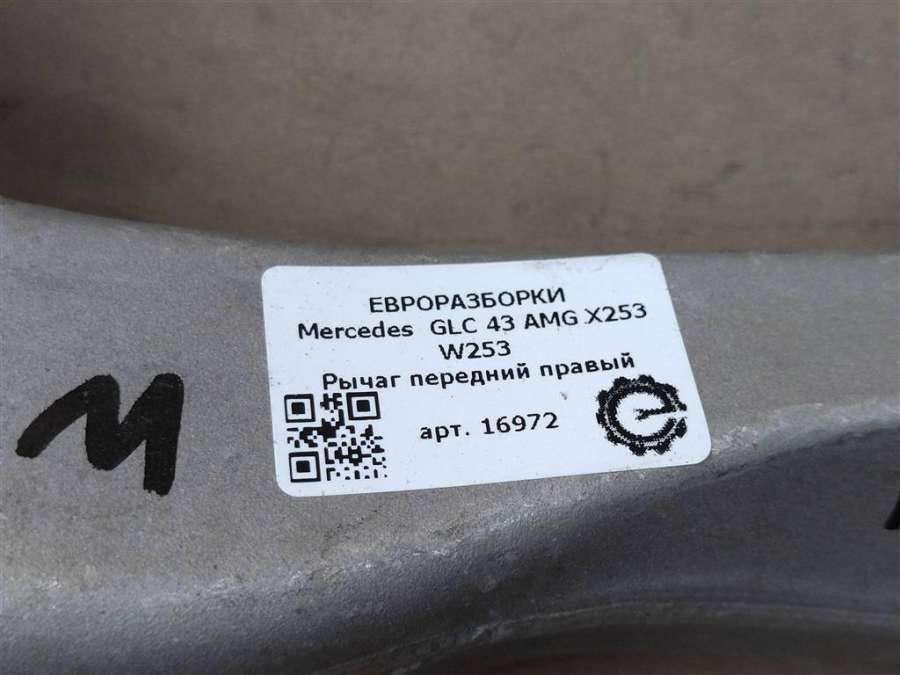 ЕВРОРАЗБОРКИ
Mercedes GLC 43 AMG X253
W253
Рычаг передний правый
арт. 16972
M